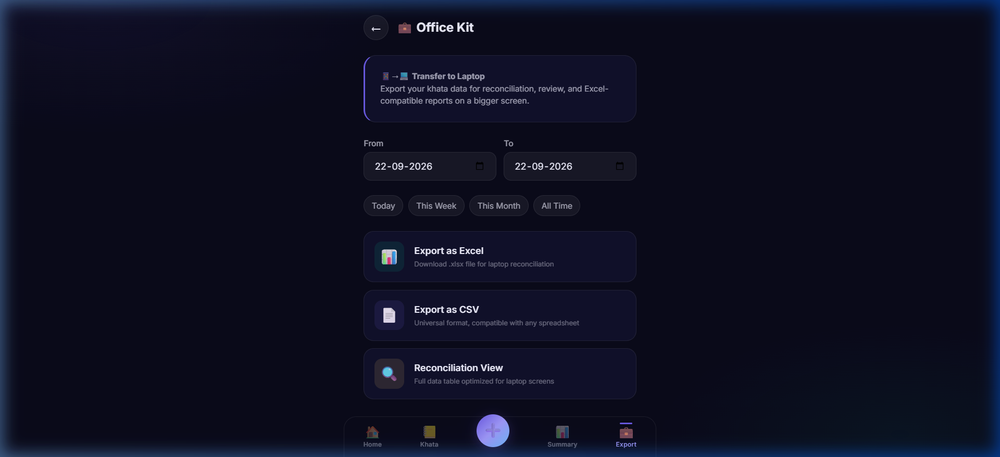 ← Office Kit
→ Transfer to Laptop
Export your khata data for reconciliation, review, and Excel-
compatible reports on a bigger screen.
From To
22-09-2026 22-09-2026
Today This Week This Month All Time
Export as Excel
Download .xlsx file for laptop reconciliation
Export as CSV
Universal format, compatible with any spreadsheet
Reconciliation View
Full data table optimized for laptop screens
Home Khata Summary Export